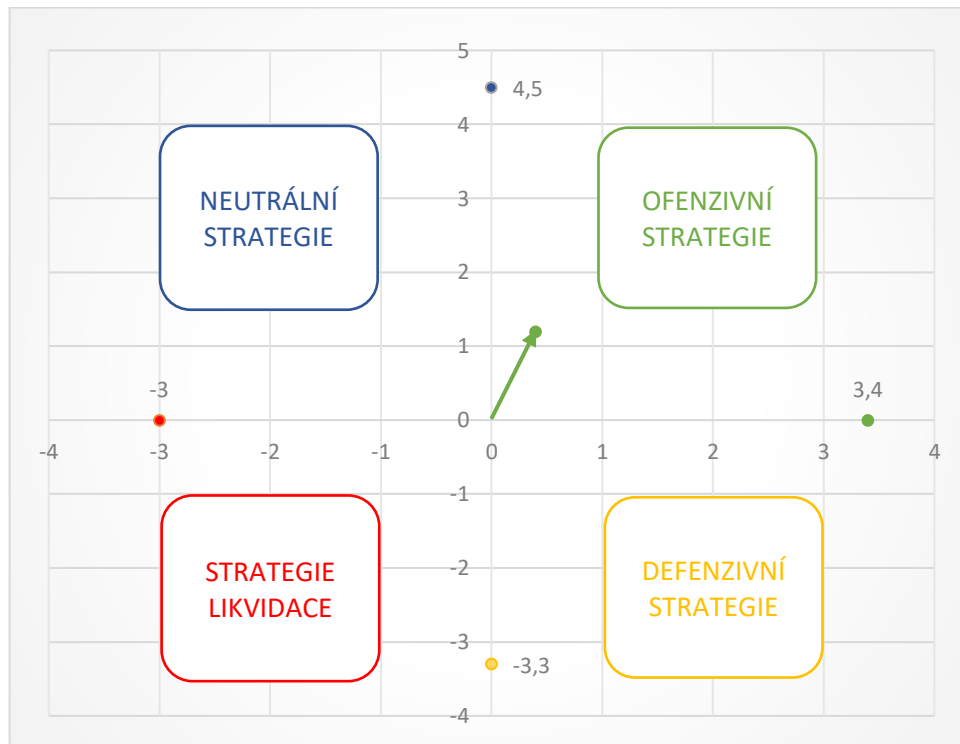 5
4,5
4
NEUTRÁLNÍ
STRATEGIE
OFENZIVNÍ
STRATEGIE
3
2
1
-3
3,4
0
-4 -3 -2 -1 0 1 2 3 4
-1
STRATEGIE
LIKVIDACE
DEFENZIVNÍ
STRATEGIE
-2
-3
-3,3
-4